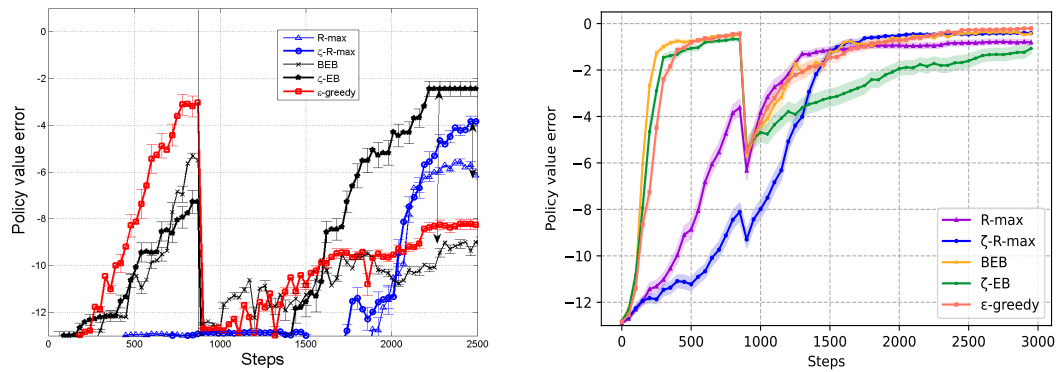 0
-2
-4
-6
-8
-10
-12
0
500
1000
1500
2000
2500
Steps
Policy value error
R-max
ζ-R-max
BEB
ζ-EB
ε-greedy
0
−2
−4
−6
−8
−10
−12
0
500
1000
1500
2000
2500
3000
Steps
Policy value error
R-max
ζ-R-max
BEB
ζ-EB
ε-greedy